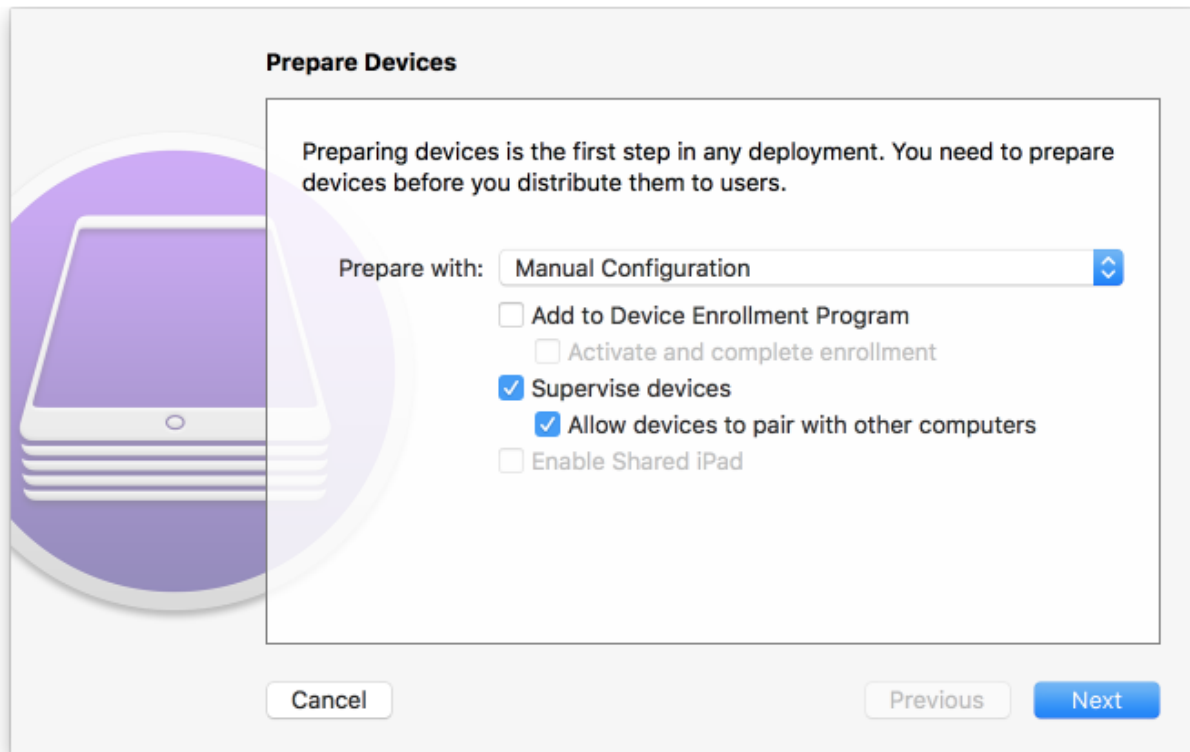 Prepare Devices
Preparing devices is the first step in any deployment. You need to prepare
devices before you distribute them to users.
Prepare with: Manual Configuration
Add to Device Enrollment Program
Activate and complete enrollment
Supervise devices
Allow devices to pair with other computers
Enable Shared iPad
Cancel Previous Next